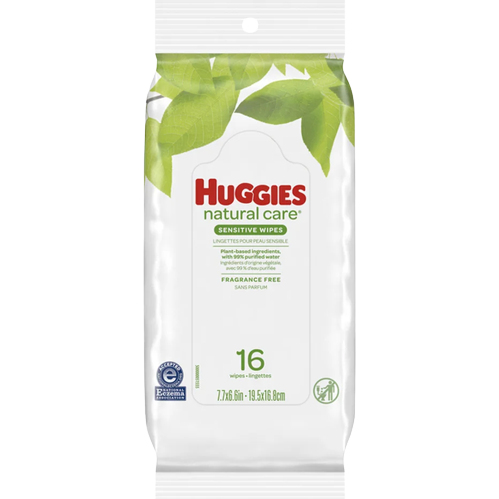 HUGGIES
natural care®
SENSITIVE WIPES
LINGETTES POUR PEAU SENSIBLE
Plant-based ingredients,
with 99% purified water
Ingrédients d'origine végétale,
avec 99 % d'eau purifiée
FRAGRANCE FREE
SANS PARFUM
16
wipes • lingettes
7.7x6.6in • 19.5x16.8cm
ACCEPTED
e
NATIONAL
Eczema
ASSOCIATION